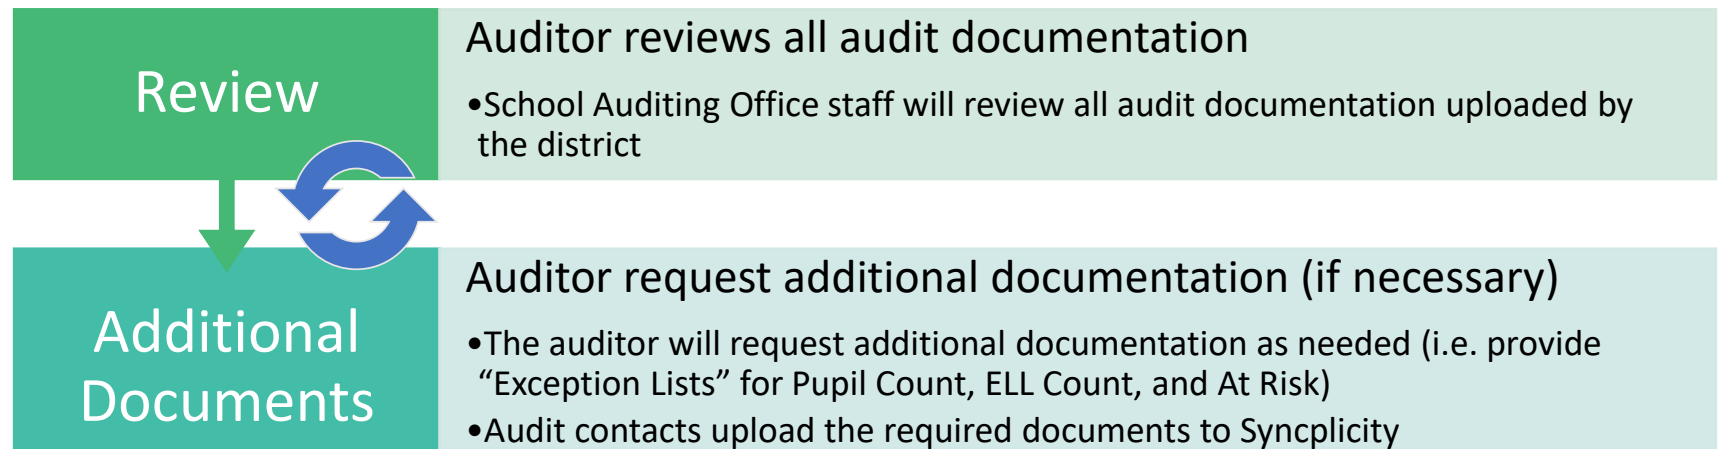 Review
Auditor reviews all audit documentation
•School Auditing Office staff will review all audit documentation uploaded by
the district
Additional
Documents
Auditor request additional documentation (if necessary)
•The auditor will request additional documentation as needed (i.e. provide
“Exception Lists” for Pupil Count, ELL Count, and At Risk)
•Audit contacts upload the required documents to Syncplicity